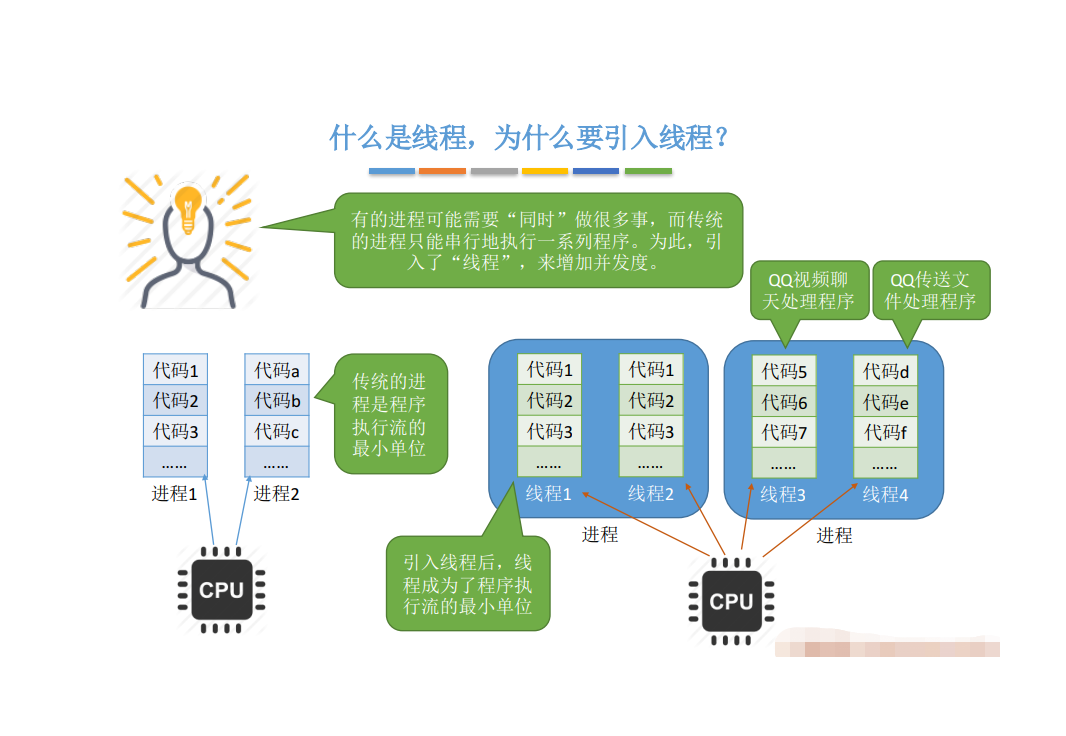 什么是线程，为什么要引入线程？
M
有的进程可能需要“同时”做很多事，而传统
的进程只能串行地执行一系列程序。为此，引
入了“线程”，来增加并发度。
QQ视频聊
天处理程序
QQ传送文
件处理程序
代码1
代码2
代码3
……
进程1
代码a
代码b
代码c
……
进程2
传统的进
程是程序
执行流的
最小单位
代码1
代码2
代码3
……
线程1
代码1
代码2
代码3
……
线程2
进程
代码5
代码6
代码7
……
线程3
代码d
代码e
代码f
……
线程4
进程
引入线程后，线
程成为了程序执
行流的最小单位
CPU
CPU